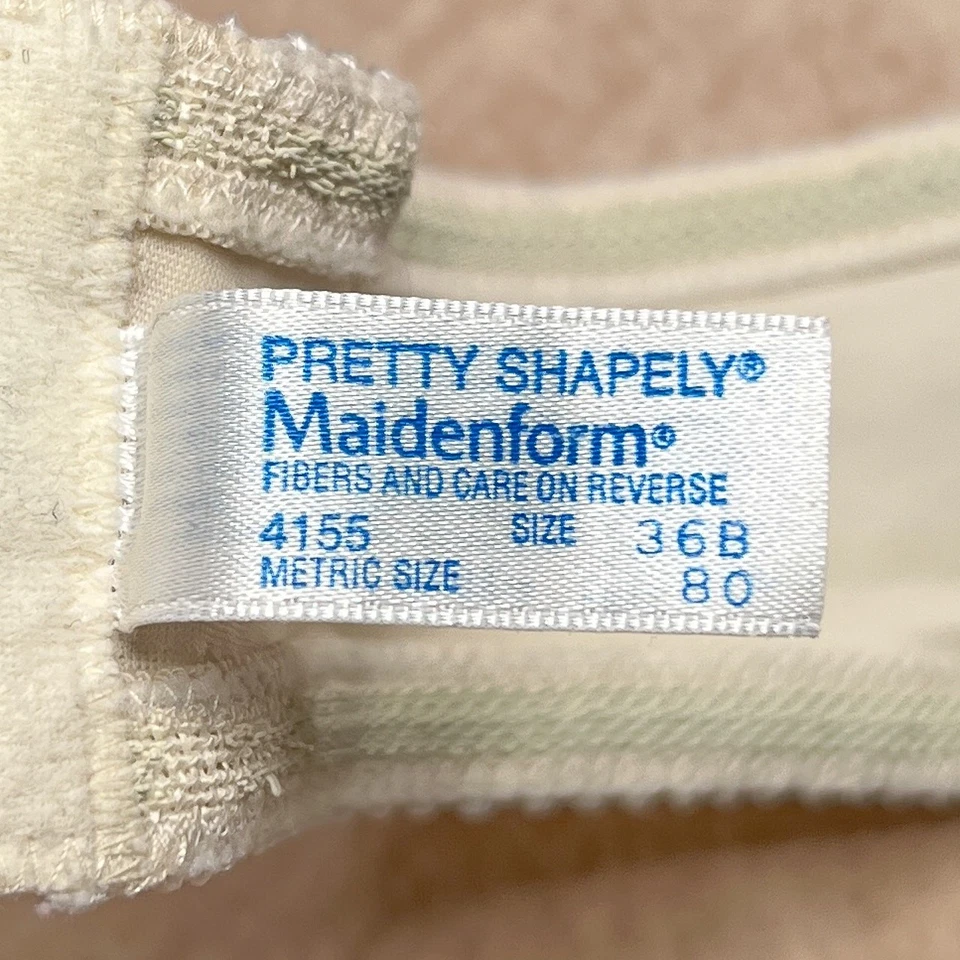 PRETTY SHAPELY®
Maidenform®
FIBERS AND CARE ON REVERSE
4155 SIZE 36B
METRIC SIZE 80